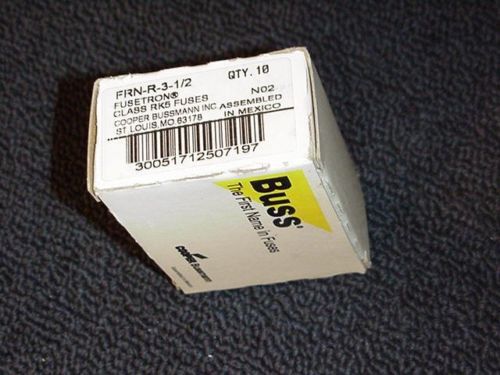 FRN-R-3-1/2 QTY. 10
FUSETRON®
CLASS RK5 FUSES N02
COOPER BUSSMANN INC ASSEMBLED
ST LOUIS, MO 63178 IN MEXICO
30051712507197
Buss
The First Name in Fuses
COOPER Bussmann